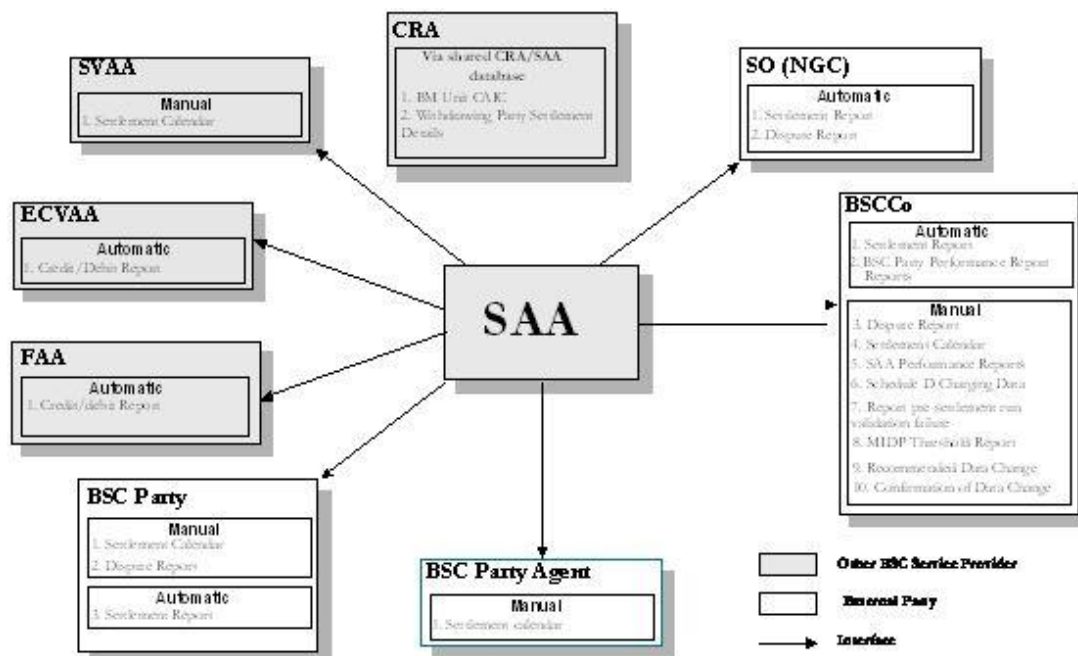 CRA
Via shared CRA/SAA
database
1. BM Unit CAIC
2. Withdrawing Party Settlement
Details
SVAA
Manual
1. Settlement Calendar
SO (NGC)
Automatic
1. Settlement Report
2. Dispute Report
ECVAA
Automatic
1. Credit/Debit Report
BSCCo
Automatic
1. Settlement Report
2. BSC Party Performance Report
Reports
Manual
3. Dispute Report
4. Settlement Calendar
5. SAA Performance Reports
6. Schedule D Charging Data
7. Report pre-settlement run
validation failure
8. MIDP Threshold Report
9. Recommended Data Change
10. Confirmation of Data Change
SAA
FAA
Automatic
1. Credit/debit Report
BSC Party
Manual
1. Settlement Calendar
2. Dispute Report
Automatic
3. Settlement Report
BSC Party Agent
Manual
1. Settlement calendar
Other BSC Service Provider
External Party
Interface